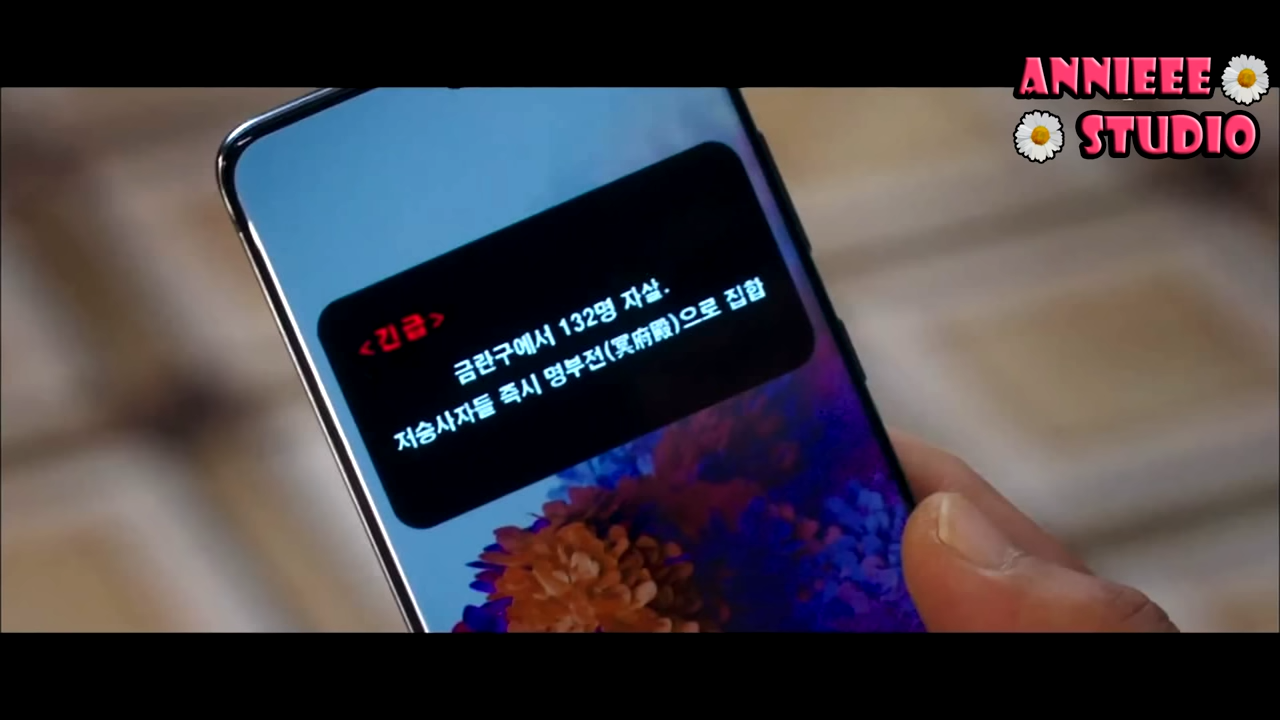 ANNIEEE
STUDIO
<긴급>
금란구에서 132명 자살.
저승사자들 즉시 명부전(冥府殿)으로 집합